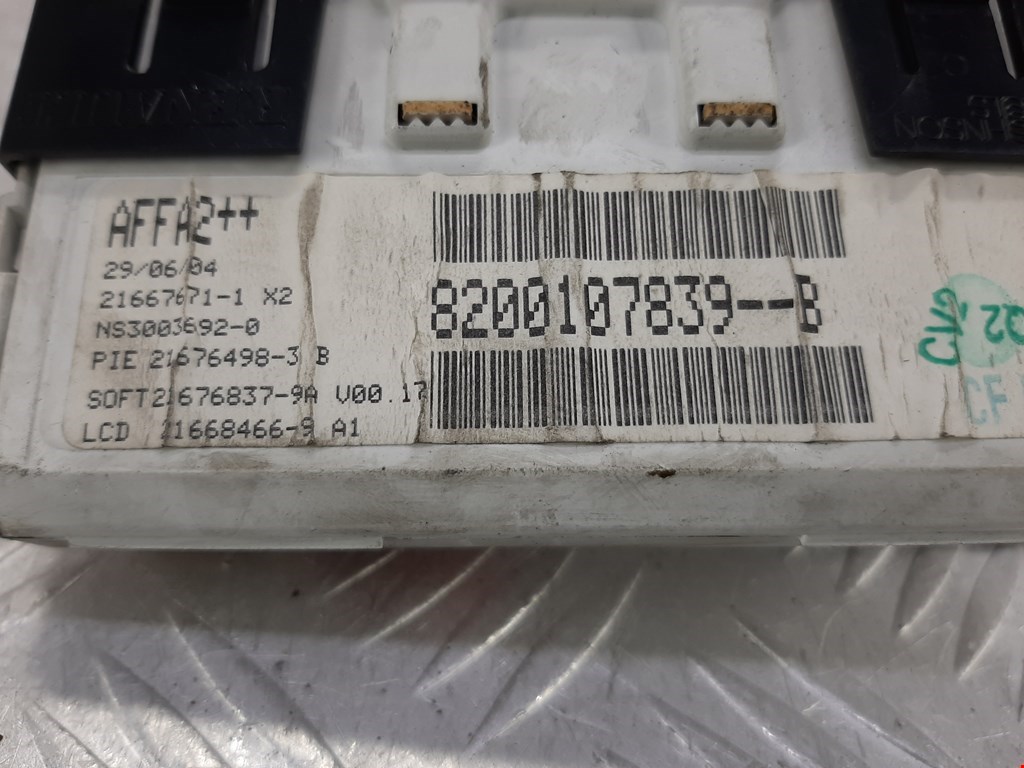 RENAULT
AFFA2++
29/06/04
21667671-1 X2
NS3003692-0
PIE 21676498-3 B
SOFT21676837-9A V00.17
LCD 21668466-9 A1
8200107839--B
CF